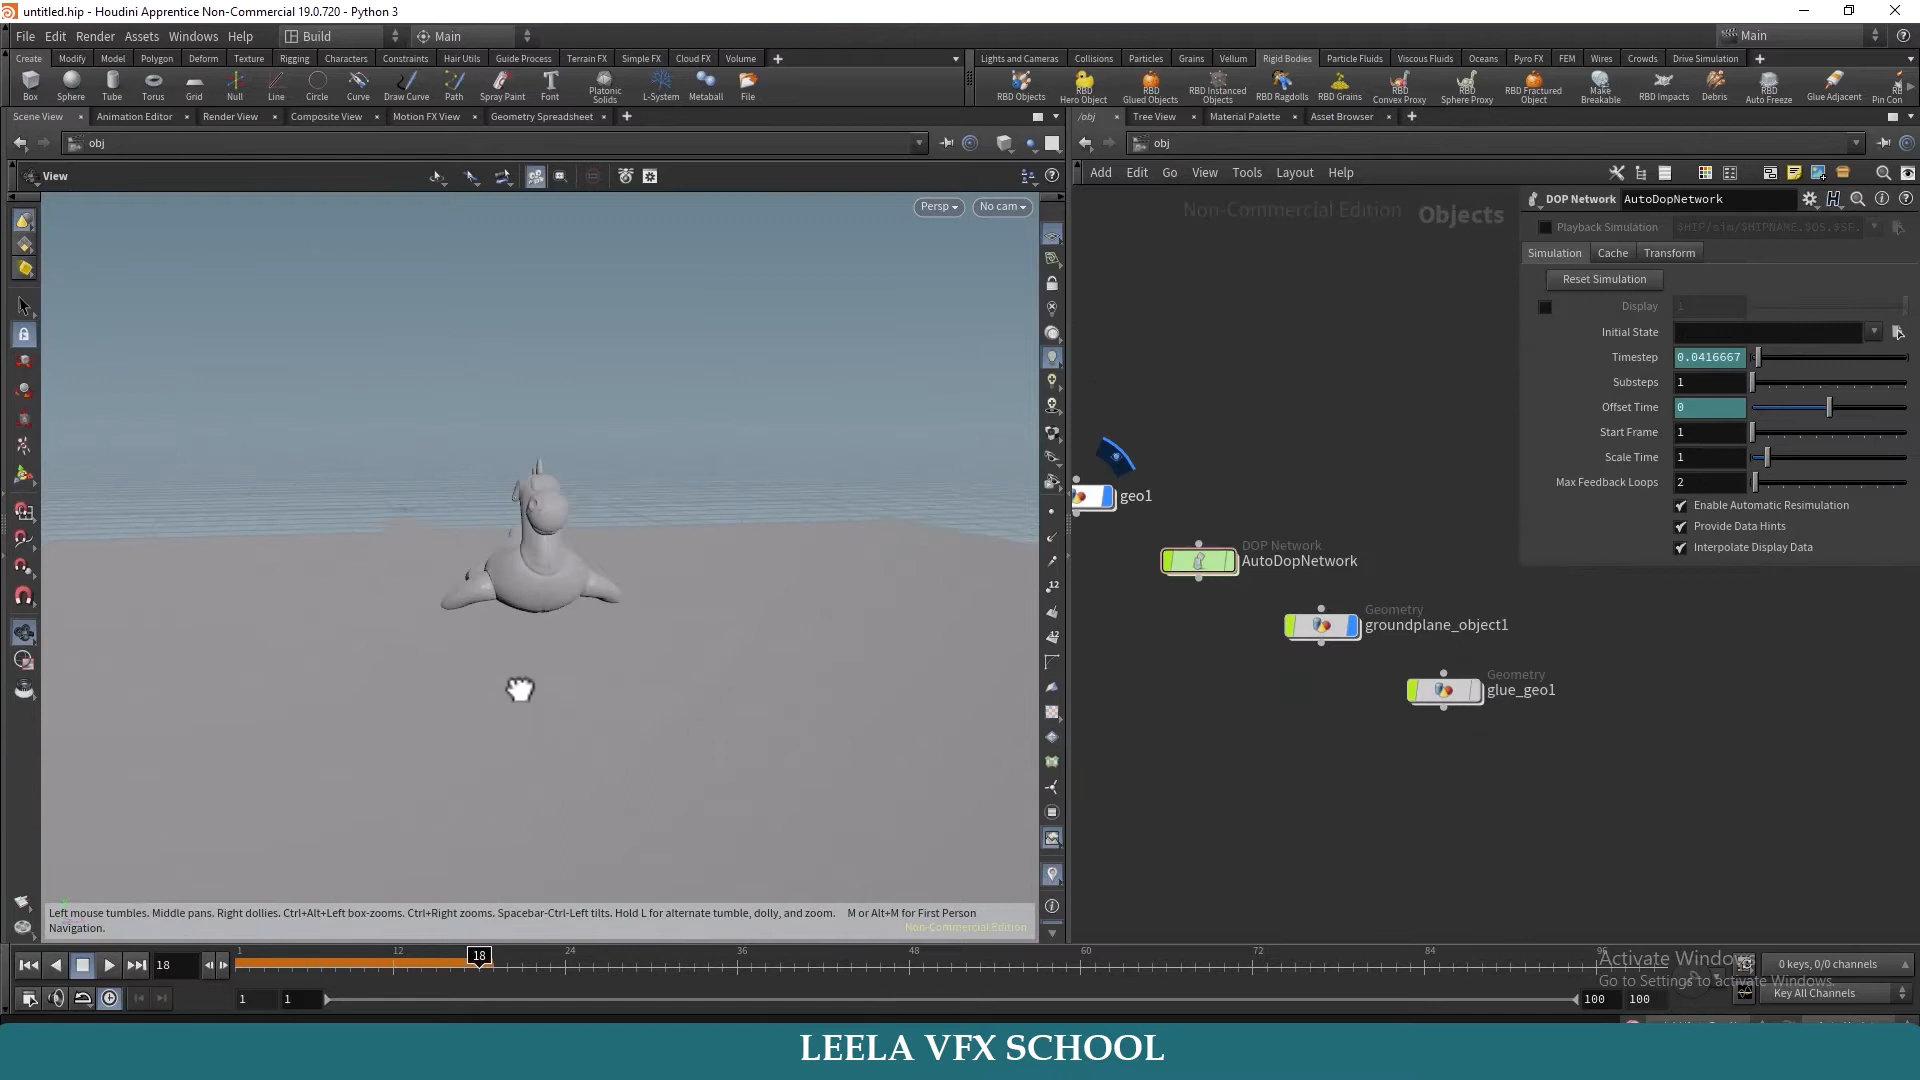 untitled.hip - Houdini Apprentice Non-Commercial 19.0.720 - Python 3
File Edit Render Assets Windows Help Build Main Main
Create Modify Model Polygon Deform Texture Rigging Characters Constraints Hair Utils Guide Process Terrain FX Simple FX Cloud FX Volume
Lights and Cameras Collisions Particles Grains Vellum Rigid Bodies Particle Fluids Viscous Fluids Oceans Pyro FX FEM Wires Crowds Drive Simulation
Box Sphere Tube Torus Grid Null Line Circle Curve Draw Curve Path Spray Paint Font Platonic Solids L-System Metaball File
RBD Objects RBD Hero Object RBD Glued Objects RBD Instanced Objects RBD Ragdolls RBD Grains RBD Convex Proxy RBD Sphere Proxy RBD Fractured Object Make Breakable RBD Impacts Debris RBD Auto Freeze Glue Adjacent
Scene View Animation Editor Render View Composite View Motion FX View Geometry Spreadsheet
/obj Tree View Material Palette Asset Browser
obj
obj
View
Add Edit Go View Tools Layout Help
Persp No cam
Non-Commercial Edition Objects
DOP Network AutoDopNetwork
Playback Simulation
Simulation Cache Transform
Reset Simulation
Display 1
Initial State
Timestep 0.0416667
Substeps 1
Offset Time 0
Start Frame 1
Scale Time 1
Max Feedback Loops 2
Enable Automatic Resimulation
Provide Data Hints
Interpolate Display Data
geo1
DOP Network
AutoDopNetwork
Geometry
groundplane_object1
Geometry
glue_geo1
12
12
Left mouse tumbles. Middle pans. Right dollies. Ctrl+Alt+Left box-zooms. Ctrl+Right zooms. Spacebar-Ctrl-Left tilts. Hold L for alternate tumble, dolly, and zoom. M or Alt+M for First Person
Navigation.
Non-Commercial Edition
18
1 12 18 24 36 48 60 72 84 96
Activate Windows
Go to Settings to activate Windows.
0 keys, 0/0 channels
1 1 100 100
Key All Channels
LEELA VFX SCHOOL